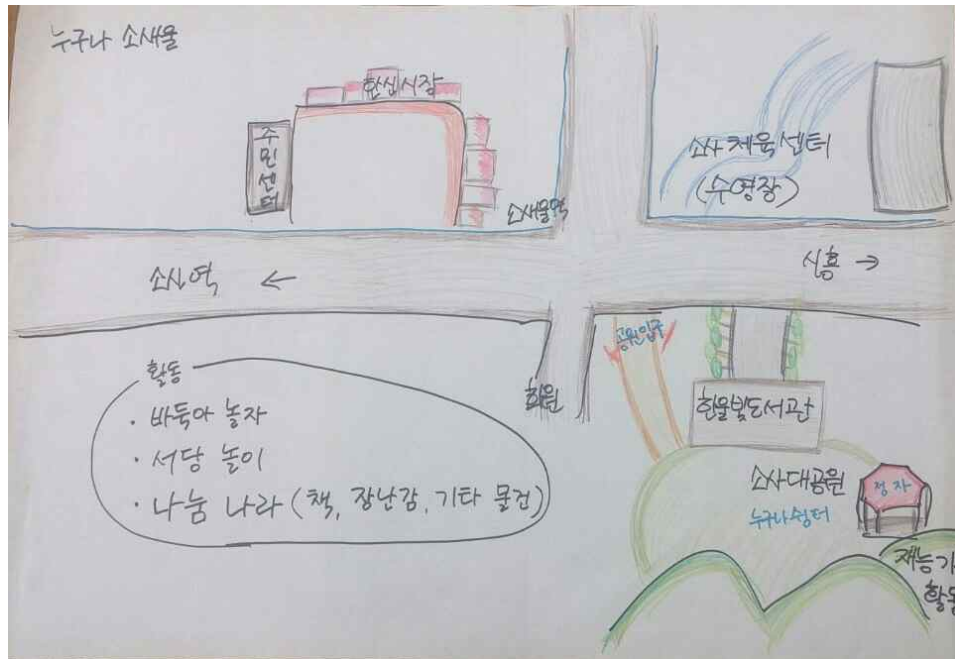 누구나 소새울
한신시장
주민센터
소새울역
소사체육센터
(수영장)
소사역 ←
시흥 →
활동
· 바둑아 놀자
· 서당 놀이
· 나눔 나라 (책, 장난감, 기타 물건)
화원
공원입구
한울빛도서관
소사대공원
누구나쉼터
정자
재능기
활동